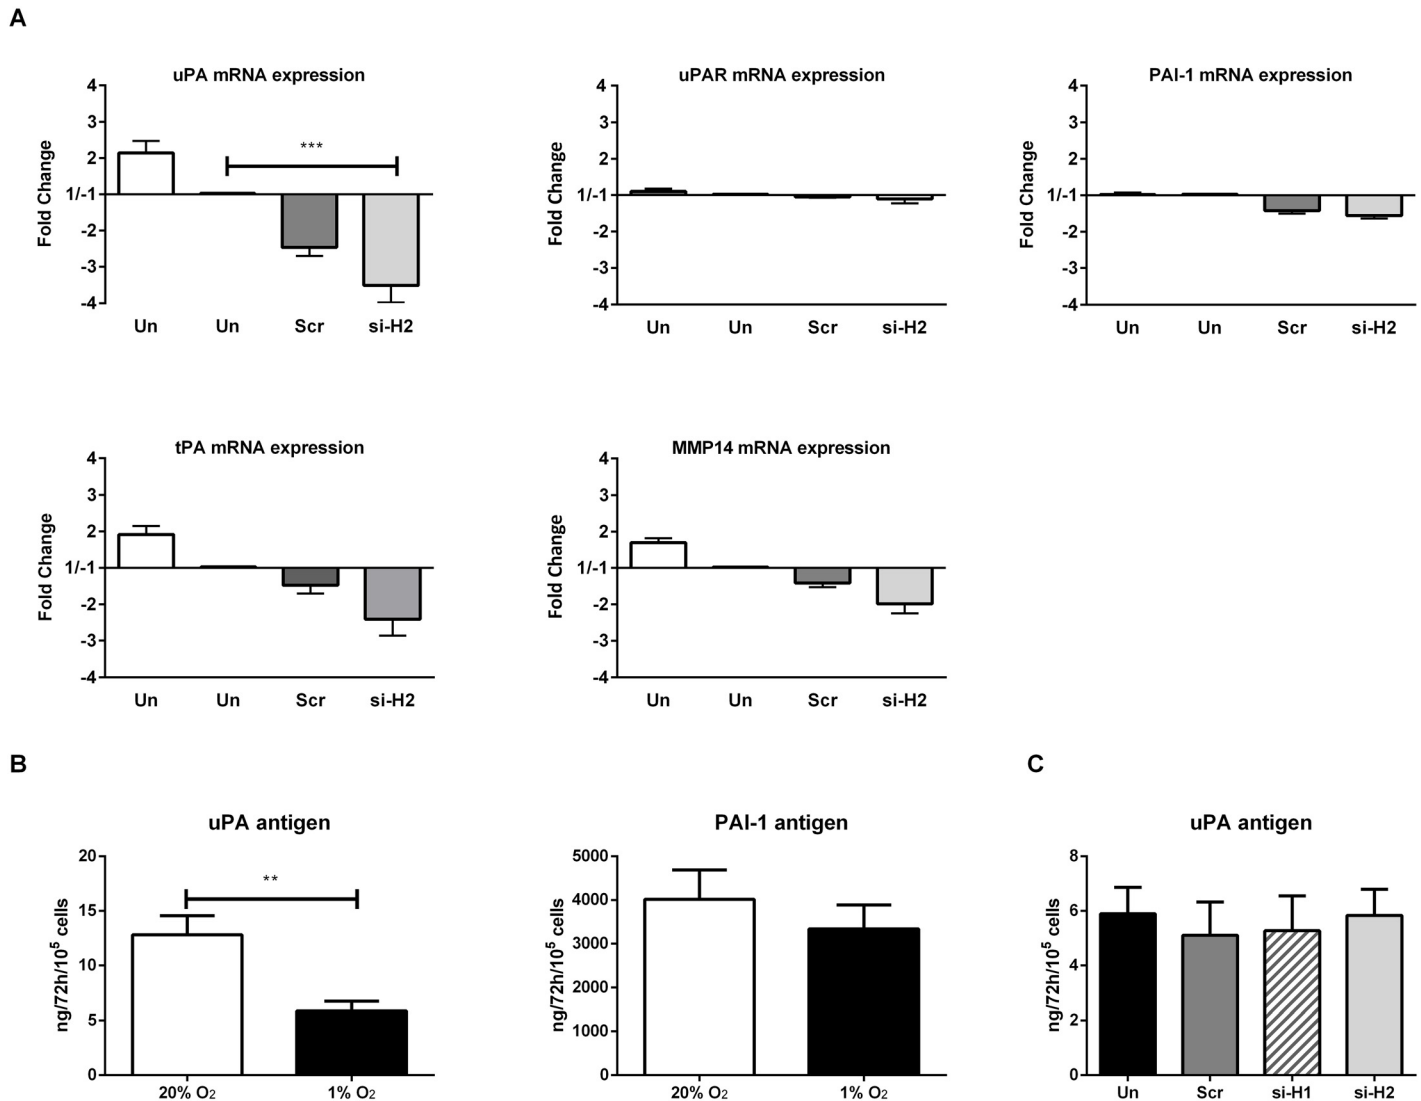 A
uPA mRNA expression
4
3
2
1/-1
-2
-3
-4
Fold Change
***
Un Un Scr si-H2
uPAR mRNA expression
4
3
2
1/-1
-2
-3
-4
Fold Change
Un Un Scr si-H2
PAI-1 mRNA expression
4
3
2
1/-1
-2
-3
-4
Fold Change
Un Un Scr si-H2
tPA mRNA expression
4
3
2
1/-1
-2
-3
-4
Fold Change
Un Un Scr si-H2
MMP14 mRNA expression
4
3
2
1/-1
-2
-3
-4
Fold Change
Un Un Scr si-H2
B
uPA antigen
20
15
10
5
0
ng/72h/10⁵ cells
**
20% O₂ 1% O₂
PAI-1 antigen
5000
4000
3000
2000
1000
0
ng/72h/10⁵ cells
20% O₂ 1% O₂
C
uPA antigen
8
6
4
2
0
ng/72h/10⁵ cells
Un Scr si-H1 si-H2